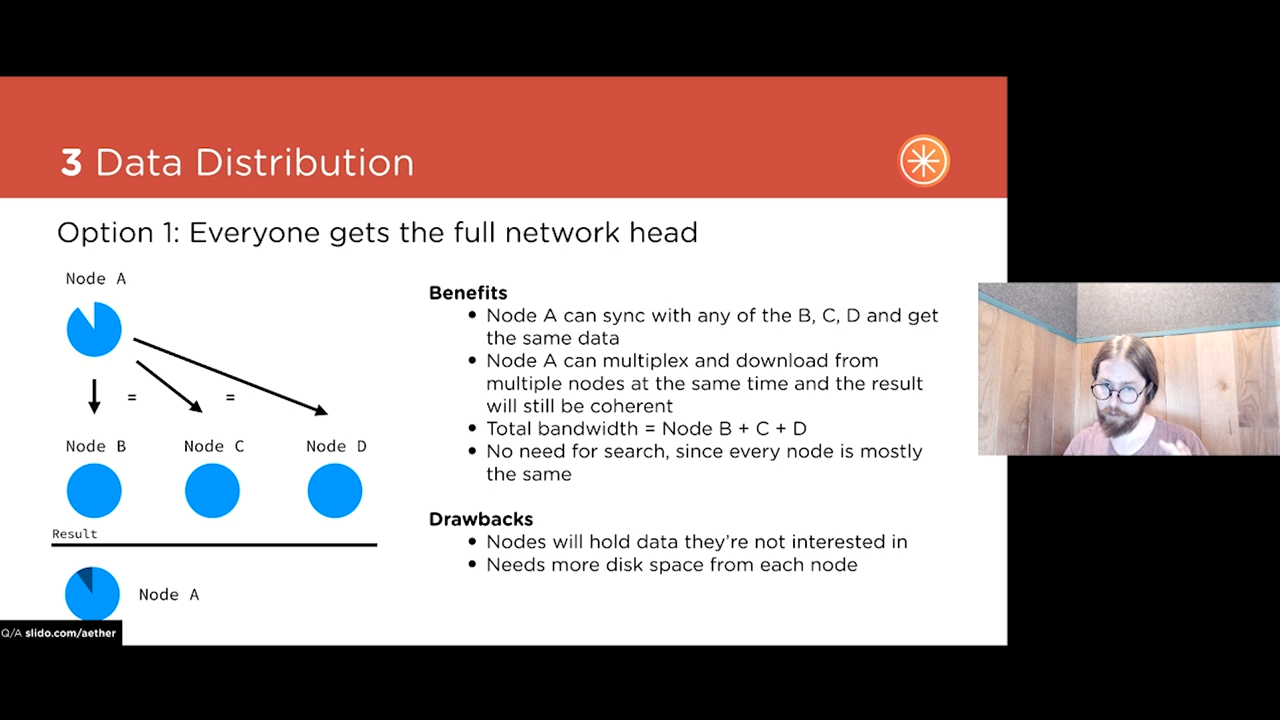 3 Data Distribution
Option 1: Everyone gets the full network head
Node A
=
=
Node B
Node C
Node D
Result
Node A
Benefits
• Node A can sync with any of the B, C, D and get
the same data
• Node A can multiplex and download from
multiple nodes at the same time and the result
will still be coherent
• Total bandwidth = Node B + C + D
• No need for search, since every node is mostly
the same
Drawbacks
• Nodes will hold data they’re not interested in
• Needs more disk space from each node
Q/A slido.com/aether